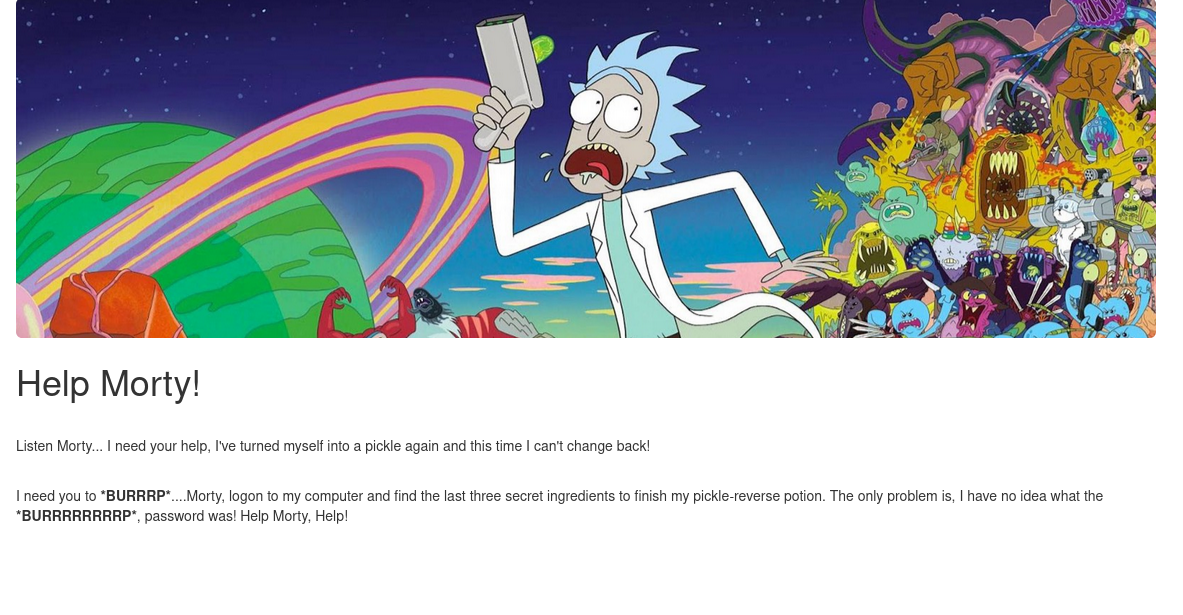 Help Morty!
Listen Morty... I need your help, I've turned myself into a pickle again and this time I can't change back!
I need you to *BURRRP*....Morty, logon to my computer and find the last three secret ingredients to finish my pickle-reverse potion. The only problem is, I have no idea what the
*BURRRRRRRRP*, password was! Help Morty, Help!